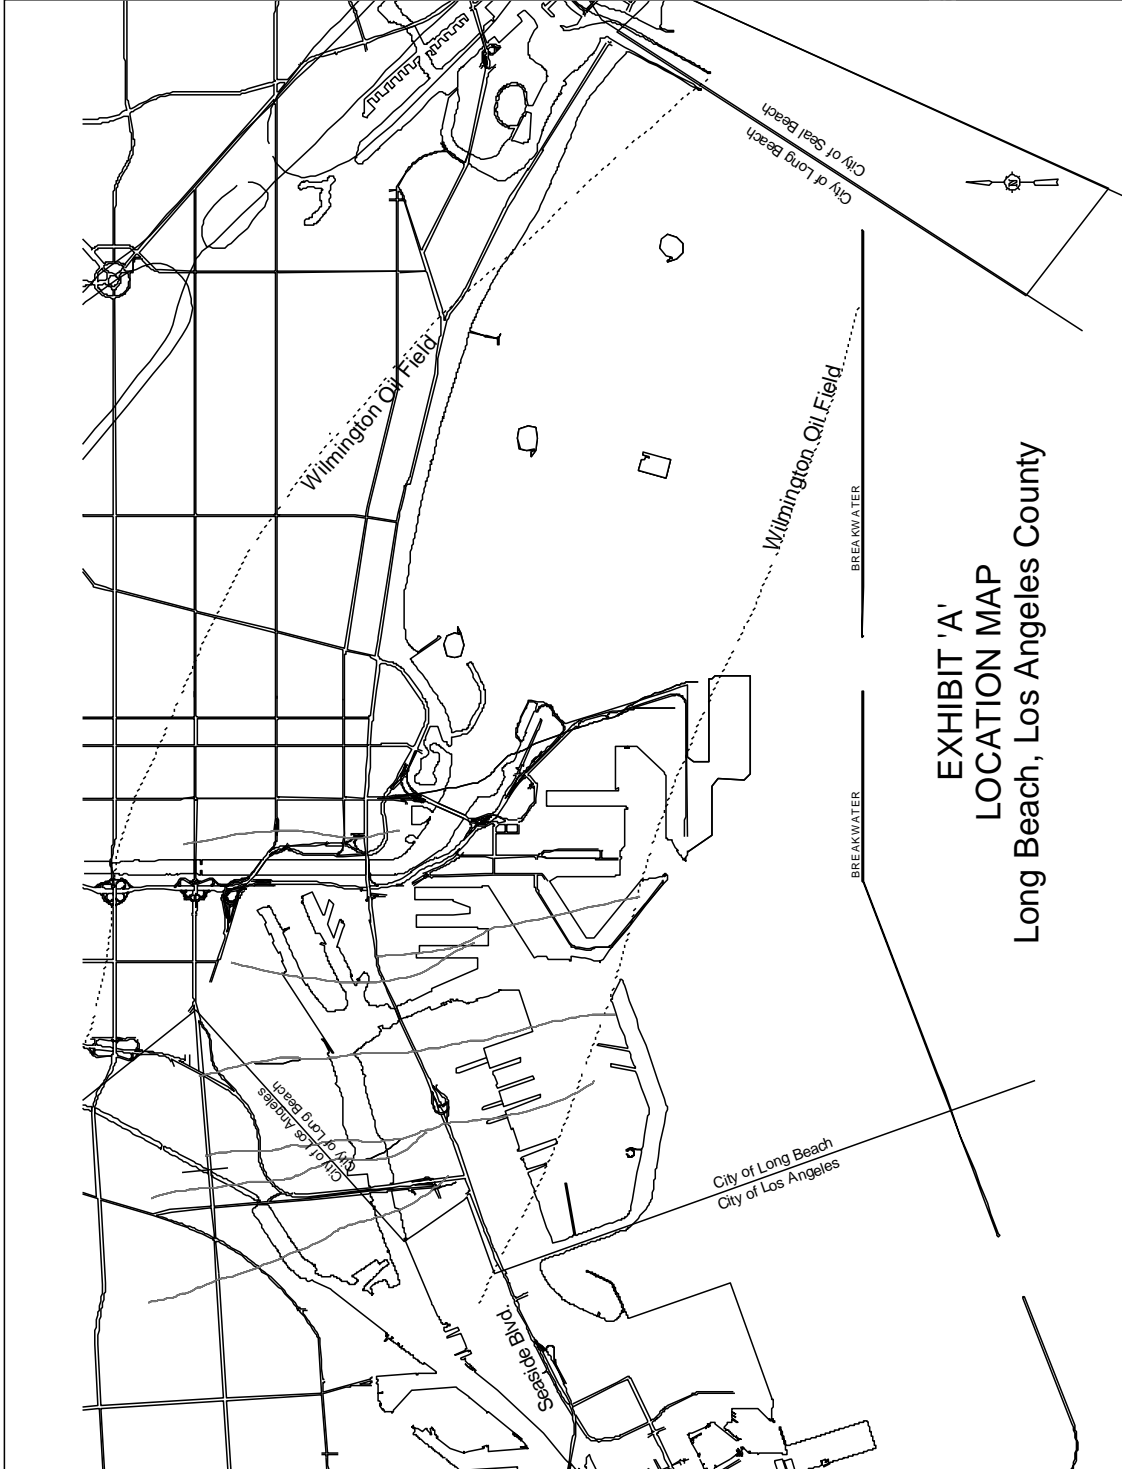 City of Seal Beach
City of Long Beach
N
Wilmington Oil Field
Wilmington Oil Field
BREAKWATER
BREAKWATER
City of Los Angeles
City of Long Beach
City of Long Beach
City of Los Angeles
Seaside Blvd.
EXHIBIT 'A'
LOCATION MAP
Long Beach, Los Angeles County